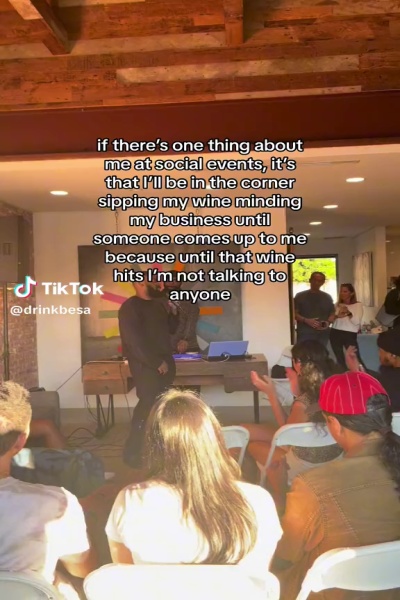 if there's one thing about
me at social events, it's
that I'll be in the corner
sipping my wine minding
my business until
someone comes up to me
because until that wine
hits I'm not talking to
anyone
TikTok
@drinkbesa